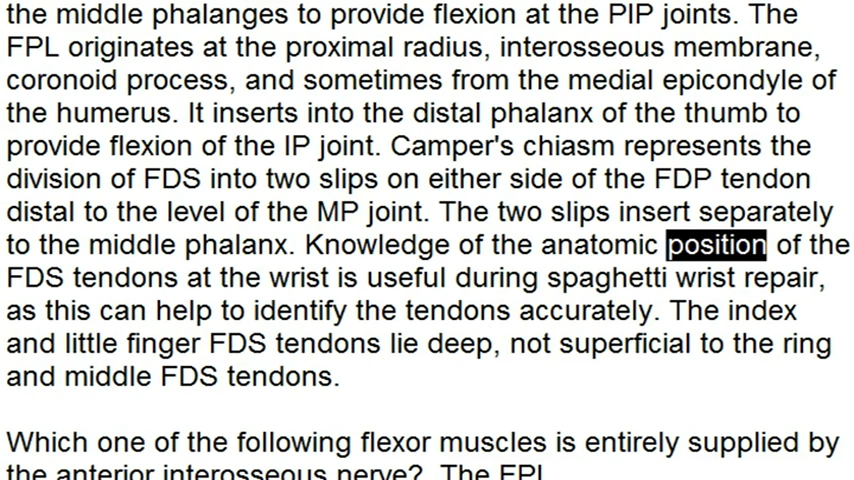 the middle phalanges to provide flexion at the PIP joints. The
FPL originates at the proximal radius, interosseous membrane,
coronoid process, and sometimes from the medial epicondyle of
the humerus. It inserts into the distal phalanx of the thumb to
provide flexion of the IP joint. Camper's chiasm represents the
division of FDS into two slips on either side of the FDP tendon
distal to the level of the MP joint. The two slips insert separately
to the middle phalanx. Knowledge of the anatomic position of the
FDS tendons at the wrist is useful during spaghetti wrist repair,
as this can help to identify the tendons accurately. The index
and little finger FDS tendons lie deep, not superficial to the ring
and middle FDS tendons.
Which one of the following flexor muscles is entirely supplied by
the anterior interosseous nerve? The FPL